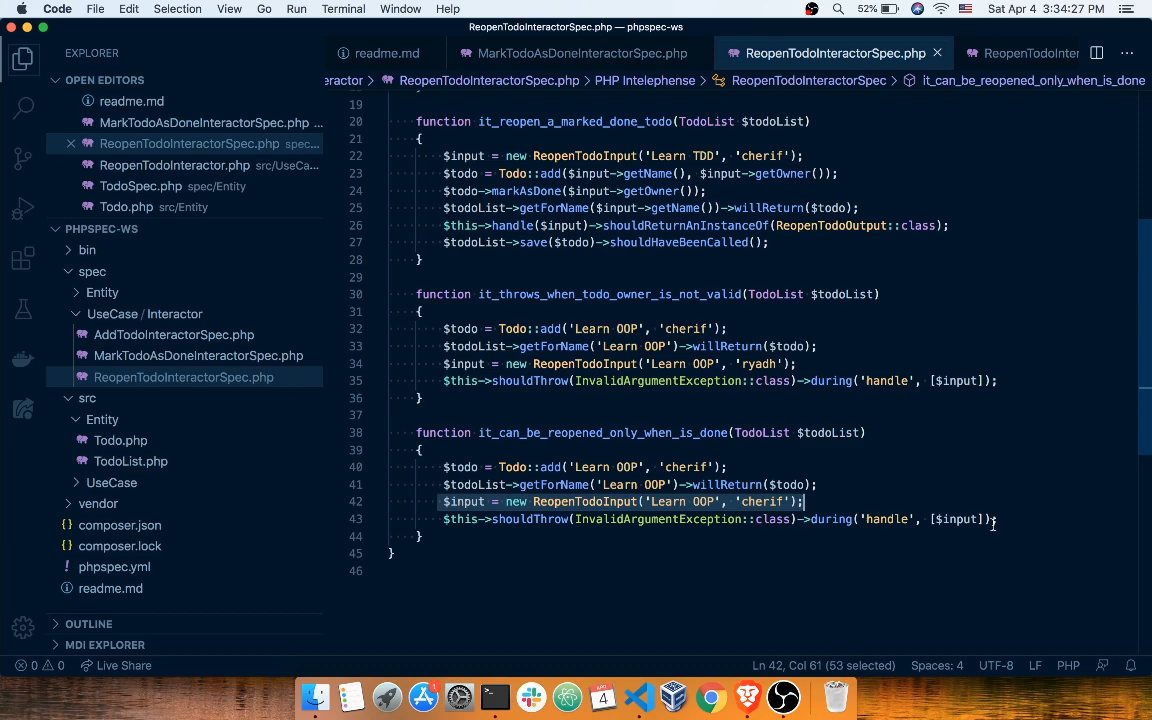 Code File Edit Selection View Go Run Terminal Window Help 52% Sat Apr 4 3:34:27 PM
ReopenTodoInteractorSpec.php — phpspec-ws
EXPLORER
readme.md MarkTodoAsDoneInteractorSpec.php ReopenTodoInteractorSpec.php ReopenTodoInter
eractor > ReopenTodoInteractorSpec.php > PHP Intelephense > ReopenTodoInteractorSpec > it_can_be_reopened_only_when_is_done
OPEN EDITORS
readme.md
MarkTodoAsDoneInteractorSpec.php ...
ReopenTodoInteractorSpec.php spec...
ReopenTodoInteractor.php src/UseCa...
TodoSpec.php spec/Entity
Todo.php src/Entity
PHPSPEC-WS
bin
spec
Entity
UseCase / Interactor
AddTodoInteractorSpec.php
MarkTodoAsDoneInteractorSpec.php
ReopenTodoInteractorSpec.php
src
Entity
Todo.php
TodoList.php
UseCase
vendor
composer.json
composer.lock
phpspec.yml
readme.md
OUTLINE
MDI EXPLORER
19
20 function it_reopen_a_marked_done_todo(TodoList $todoList)
21 {
22 $input = new ReopenTodoInput('Learn TDD', 'cherif');
23 $todo = Todo::add($input->getName(), $input->getOwner());
24 $todo->markAsDone($input->getOwner());
25 $todoList->getForName($input->getName())->willReturn($todo);
26 $this->handle($input)->shouldReturnAnInstanceOf(ReopenTodoOutput::class);
27 $todoList->save($todo)->shouldHaveBeenCalled();
28 }
29
30 function it_throws_when_todo_owner_is_not_valid(TodoList $todoList)
31 {
32 $todo = Todo::add('Learn OOP', 'cherif');
33 $todoList->getForName('Learn OOP')->willReturn($todo);
34 $input = new ReopenTodoInput('Learn OOP', 'ryadh');
35 $this->shouldThrow(InvalidArgumentException::class)->during('handle', [$input]);
36 }
37
38 function it_can_be_reopened_only_when_is_done(TodoList $todoList)
39 {
40 $todo = Todo::add('Learn OOP', 'cherif');
41 $todoList->getForName('Learn OOP')->willReturn($todo);
42 $input = new ReopenTodoInput('Learn OOP', 'cherif');
43 $this->shouldThrow(InvalidArgumentException::class)->during('handle', [$input]);
44 }
45 }
46
0 0 Live Share Ln 42, Col 61 (53 selected) Spaces: 4 UTF-8 LF PHP